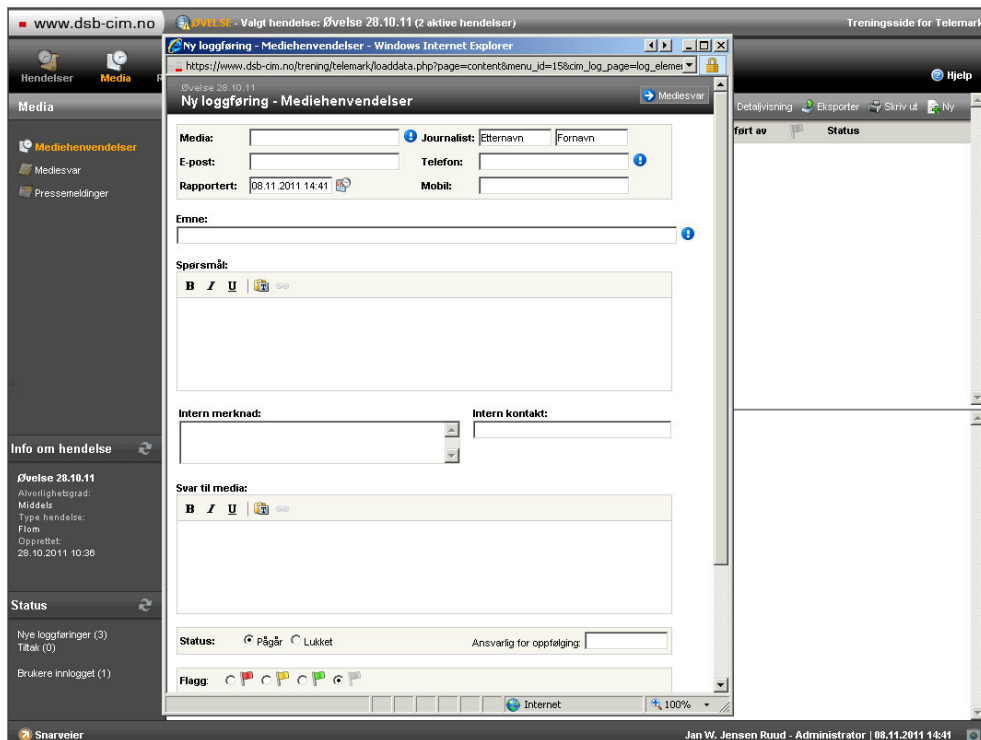 www.dsb-cim.no
ØVELSE - Valgt hendelse: Øvelse 28.10.11 (2 aktive hendelser)
Treningsside for Telemark
Hendelser
Media
Hjelp
Media
Mediehenvendelser
Mediesvar
Pressemeldinger
Detaljvisning
Eksporter
Skriv ut
Ny
ført av
Status
Ny loggføring - Mediehenvendelser - Windows Internet Explorer
https://www.dsb-cim.no/trening/telemark/loaddata.php?page=content&menu_id=15&cim_log_page=log_elemen
Øvelse 28.10.11
Ny loggføring - Mediehenvendelser
Mediesvar
Media:
Journalist: Etternavn Fornavn
E-post:
Telefon:
Rapportert: 08.11.2011 14:41
Mobil:
Emne:
Spørsmål:
B I U
Intern merknad:
Intern kontakt:
Svar til media:
B I U
Status: Pågår Lukket
Ansvarlig for oppfølging:
Flagg:
Internet
100%
Info om hendelse
Øvelse 28.10.11
Alvorlighetsgrad:
Middels
Type hendelse:
Flom
Opprettet:
28.10.2011 10:36
Status
Nye loggføringer (3)
Tiltak (0)
Brukere innlogget (1)
Snarveier
Jan W. Jensen Ruud - Administrator | 08.11.2011 14:41